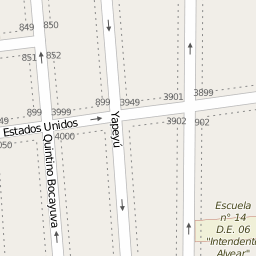 849
850
851
852
899
3999
899
3949
3901
3899
Estados Unidos
4000
3902
902
050
Quintino Bocayuva
Yapeyú
Escuela
n° 14
D.E. 06
"Intendente
Alvear"